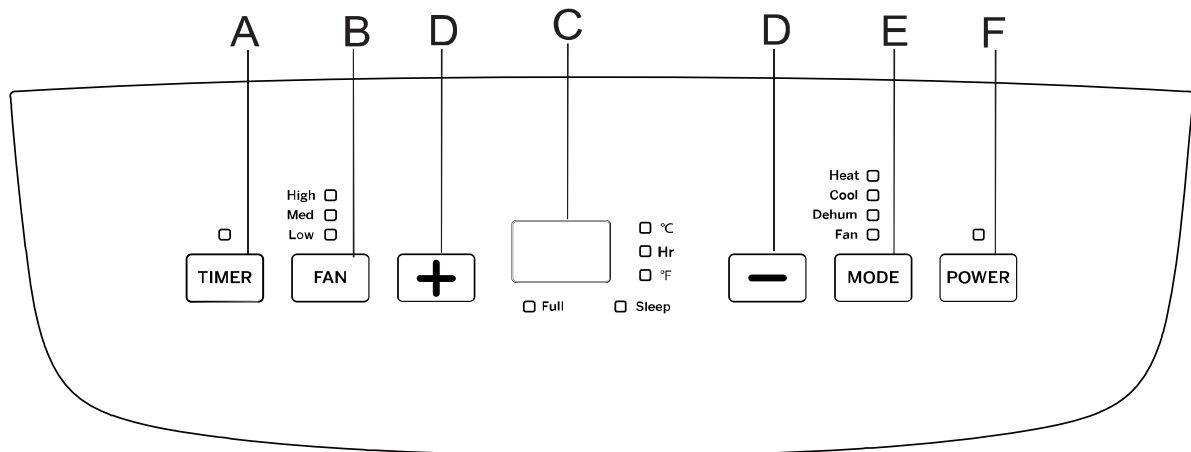 A B D C D E F
High
Med
Low
TIMER
FAN
+
°C
Hr
°F
Full
Sleep
−
Heat
Cool
Dehum
Fan
MODE
POWER